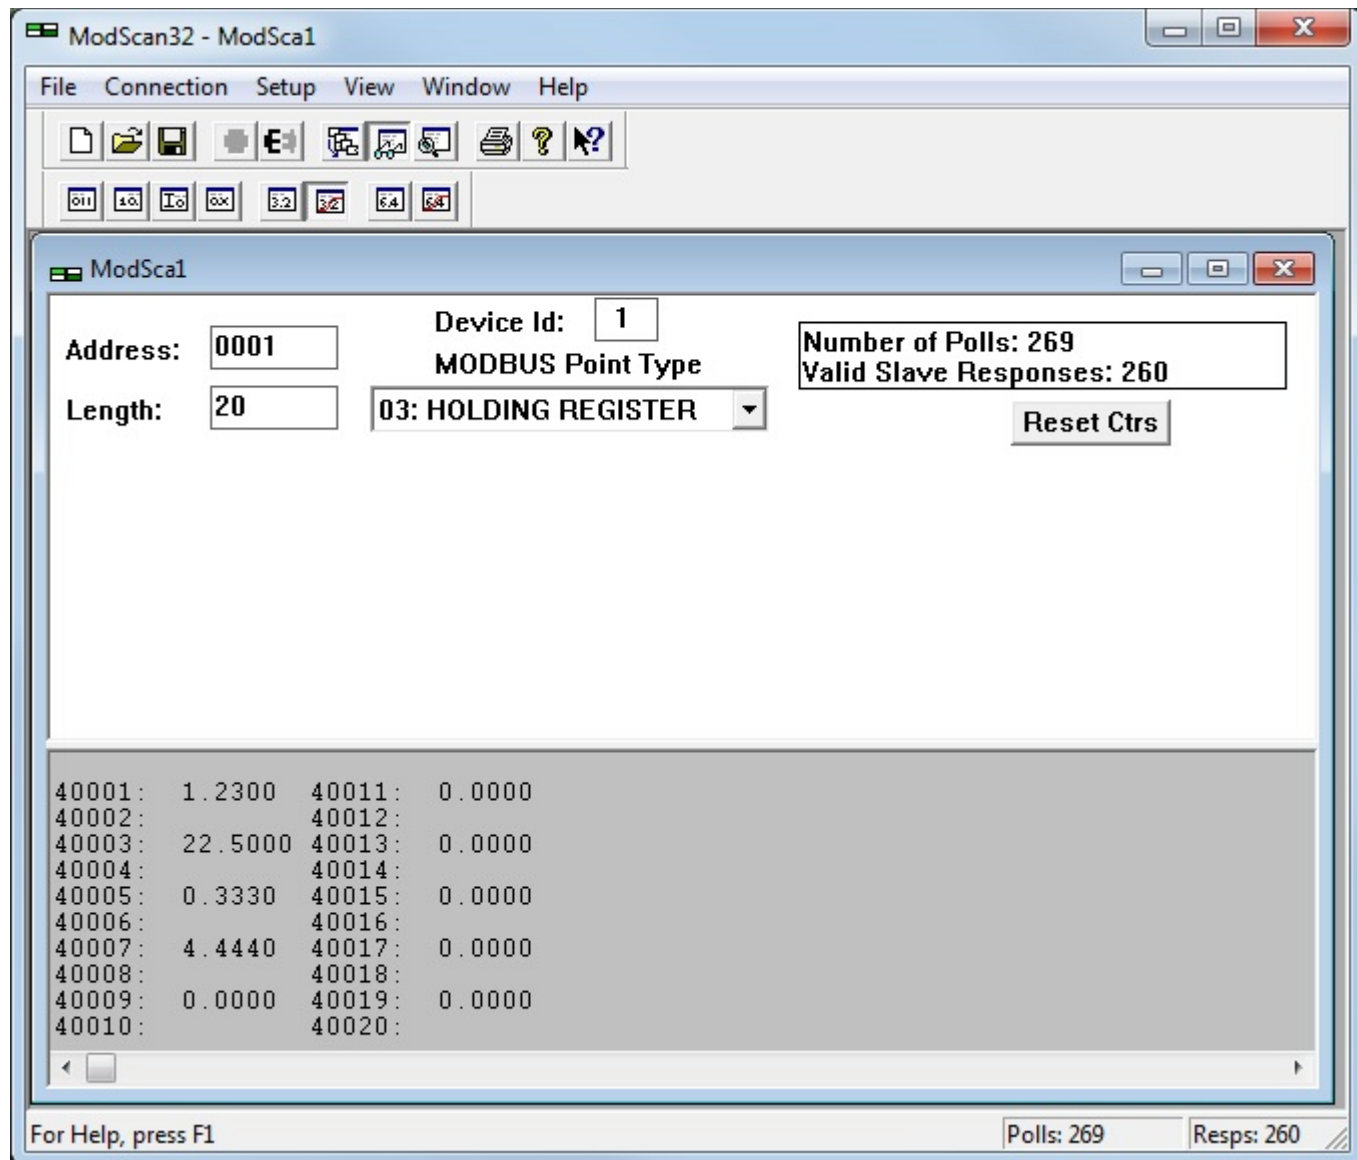 ModScan32 - ModSca1
File Connection Setup View Window Help
ModSca1
Address: 0001
Device Id: 1
MODBUS Point Type
Length: 20
03: HOLDING REGISTER
Number of Polls: 269
Valid Slave Responses: 260
Reset Ctrs
40001: 1.2300 40011: 0.0000
40002: 40012:
40003: 22.5000 40013: 0.0000
40004: 40014:
40005: 0.3330 40015: 0.0000
40006: 40016:
40007: 4.4440 40017: 0.0000
40008: 40018:
40009: 0.0000 40019: 0.0000
40010: 40020:
For Help, press F1
Polls: 269
Resps: 260